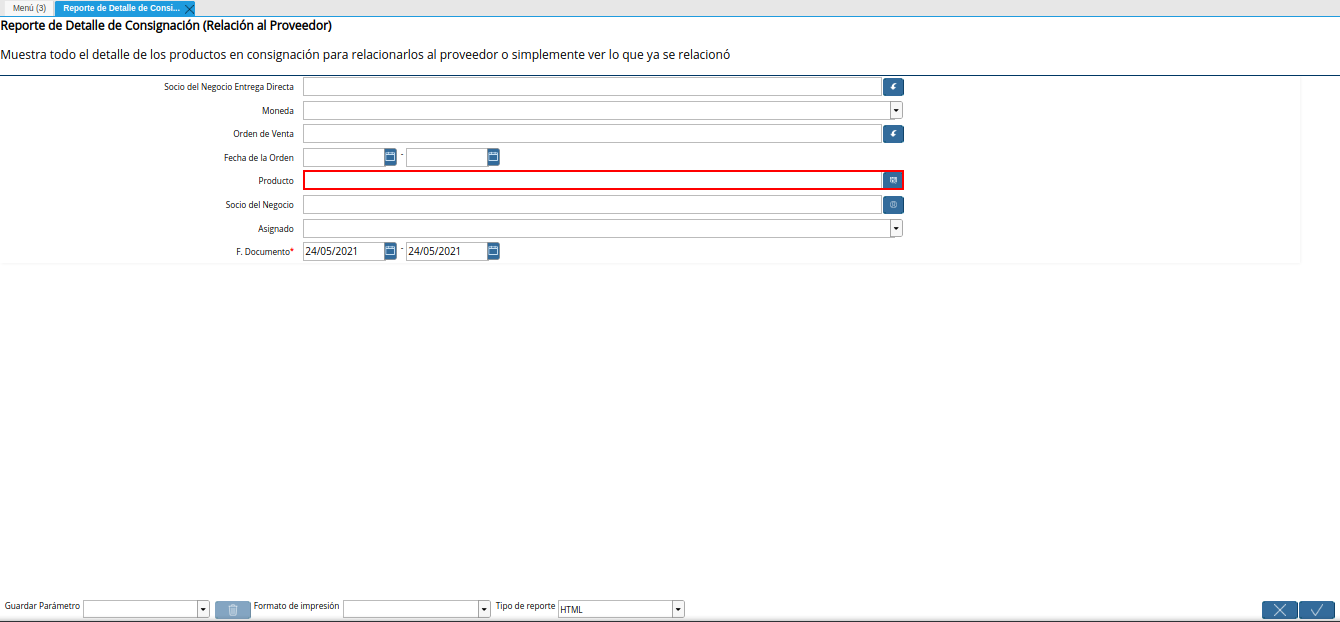 Menú (3) Reporte de Detalle de Consi...
Reporte de Detalle de Consignación (Relación al Proveedor)
Muestra todo el detalle de los productos en consignación para relacionarlos al proveedor o simplemente ver lo que ya se relacionó
Socio del Negocio Entrega Directa
Moneda
Orden de Venta
Fecha de la Orden -
Producto
Socio del Negocio
Asignado
F. Documento* 24/05/2021 - 24/05/2021
Guardar Parámetro Formato de impresión Tipo de reporte HTML